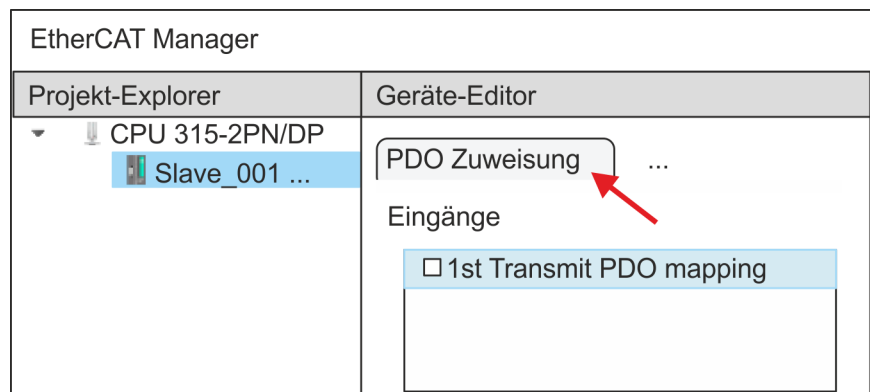 EtherCAT Manager
Projekt-Explorer
Geräte-Editor
CPU 315-2PN/DP
Slave_001 ...
PDO Zuweisung ...
Eingänge
1st Transmit PDO mapping